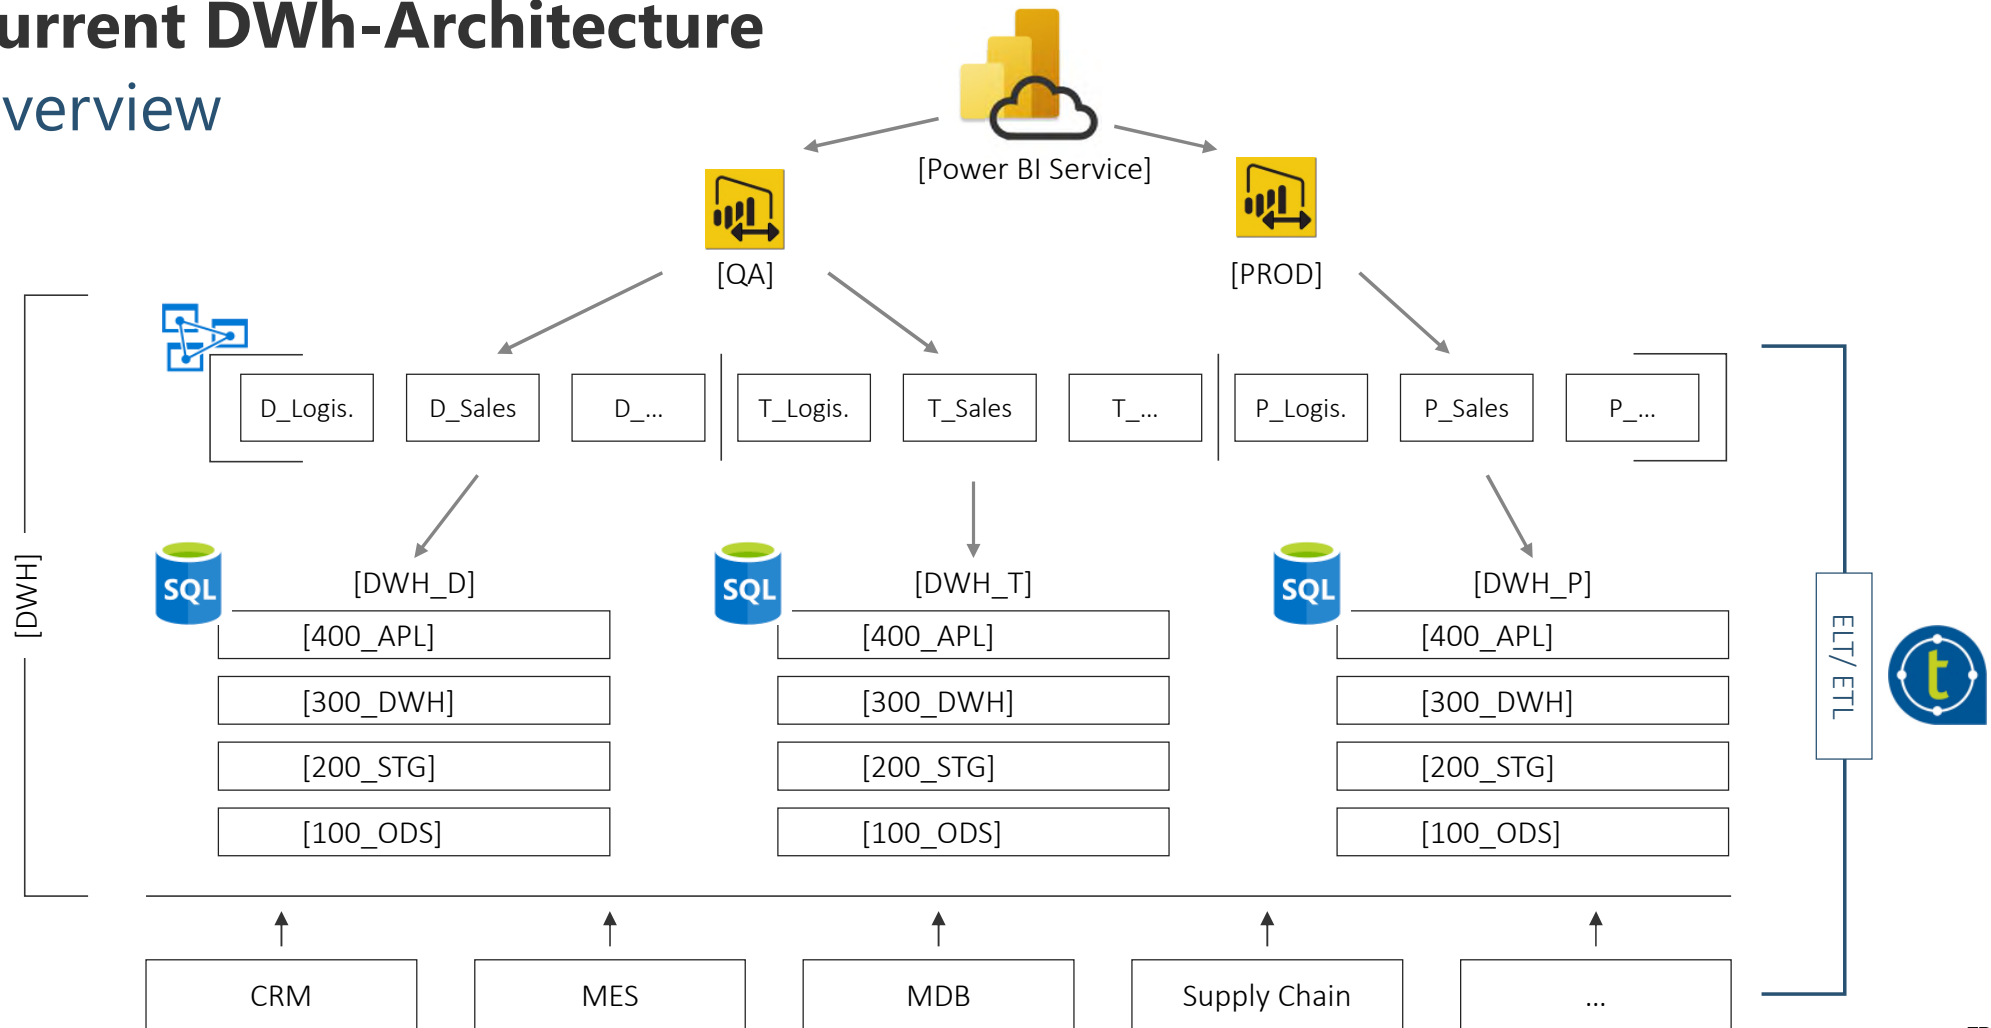 urrent DWh-Architecture
verview
[Power BI Service]
[QA]
[PROD]
D_Logis.
D_Sales
D_...
T_Logis.
T_Sales
T_...
P_Logis.
P_Sales
P_...
[DWH]
SQL
[DWH_D]
[400_APL]
[300_DWH]
[200_STG]
[100_ODS]
SQL
[DWH_T]
[400_APL]
[300_DWH]
[200_STG]
[100_ODS]
SQL
[DWH_P]
[400_APL]
[300_DWH]
[200_STG]
[100_ODS]
ELT/ ETL
t
CRM
MES
MDB
Supply Chain
...